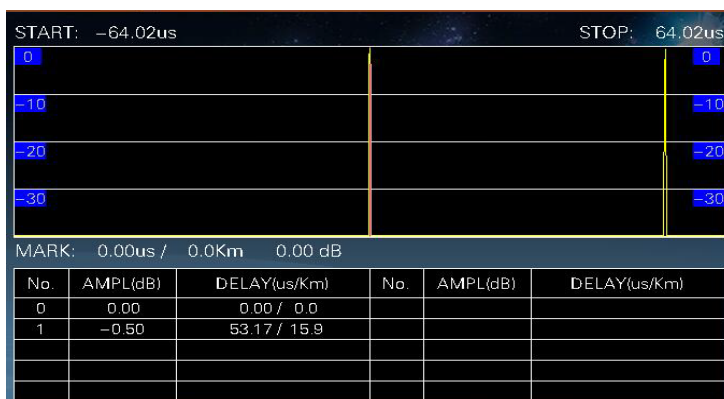 START: -64.02us STOP: 64.02us
0 0
-10 -10
-20 -20
-30 -30
MARK: 0.00us / 0.0Km 0.00 dB
No. AMPL(dB) DELAY(us/Km) No. AMPL(dB) DELAY(us/Km)
0 0.00 0.00 / 0.0
1 -0.50 53.17 / 15.9